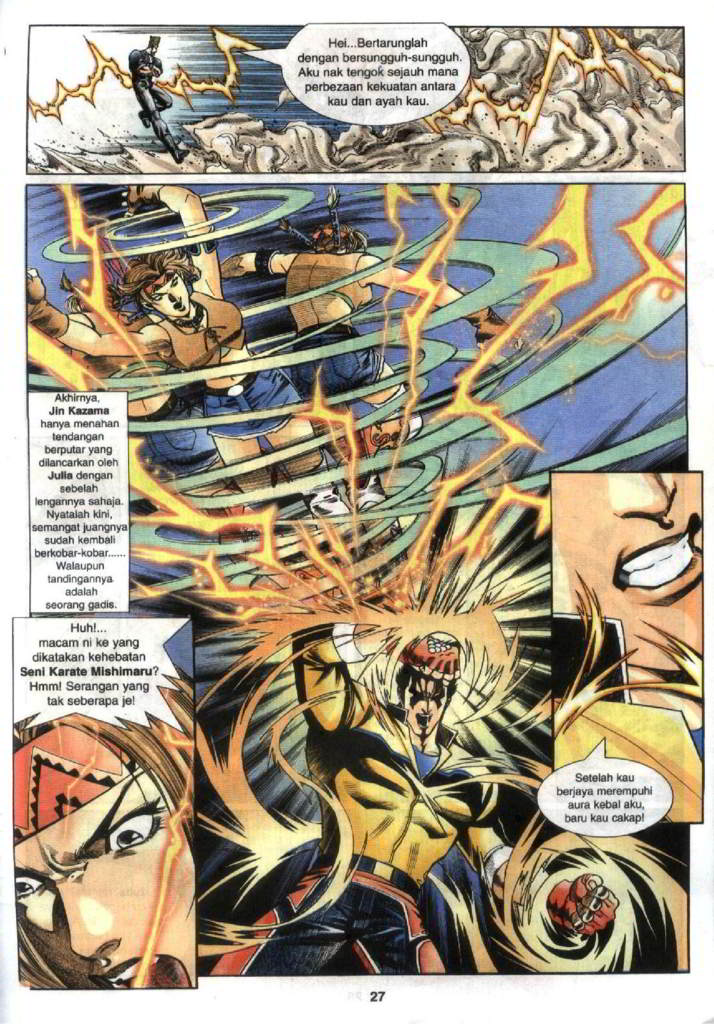 Hei...Bertarunglah
dengan bersungguh-sungguh.
Aku nak tengok sejauh mana
perbezaan kekuatan antara
kau dan ayah kau.
Akhirnya,
Jin Kazama
hanya menahan
tendangan
berputar yang
dilancarkan oleh
Julia dengan
sebelah
lengannya sahaja.
Nyatalah kini,
semangat juangnya
sudah kembali
berkobar-kobar......
Walaupun
tandingannya
adalah
seorang gadis.
Huh!...
macam ni ke yang
dikatakan kehebatan
Seni Karate Mishimaru?
Hmm! Serangan yang
tak seberapa je!
Setelah kau
berjaya merempuhi
aura kebal aku,
baru kau cakap!
27